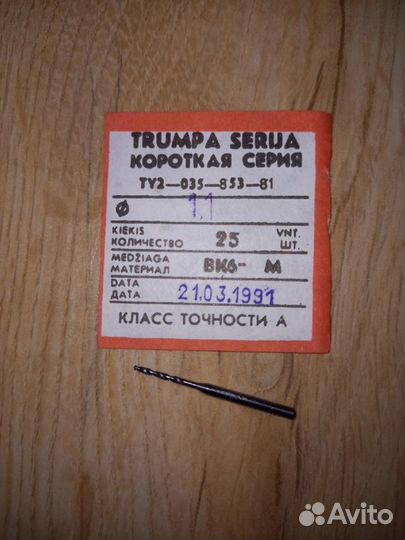 TRUMPA SERIJA
КОРОТКАЯ СЕРИЯ
ТУ2-035-853-81
Ø 1,1
KIEKIS VNT.
КОЛИЧЕСТВО 25 ШТ.
MEDŽIAGA
МАТЕРИАЛ ВК6-М
DATA
ДАТА 21.03.1991
КЛАСС ТОЧНОСТИ А
Avito